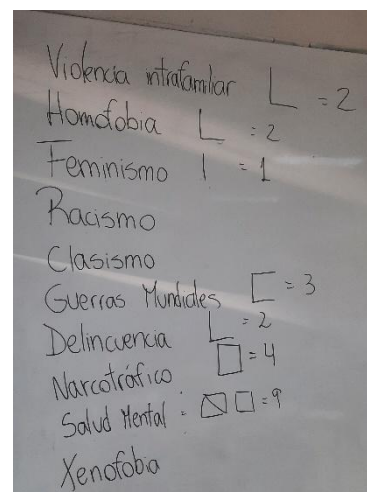 Violencia intrafamiliar = 2
Homofobia = 2
Feminismo = 1
Racismo
Clasismo
Guerras Mundiales = 3
Delincuencia = 2
Narcotráfico = 4
Salud Mental : = 9
Xenofobia